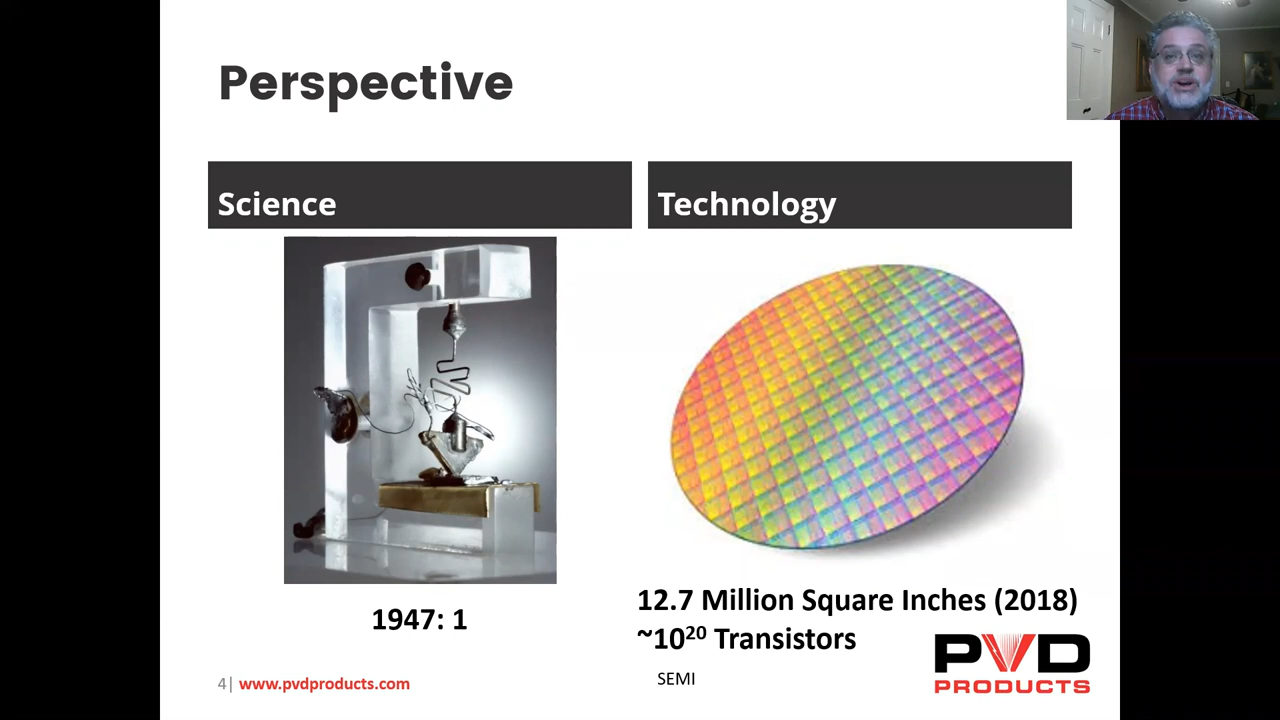 Perspective
Science
Technology
1947: 1
12.7 Million Square Inches (2018)
~10²⁰ Transistors
PVD
PRODUCTS
4| www.pvdproducts.com
SEMI